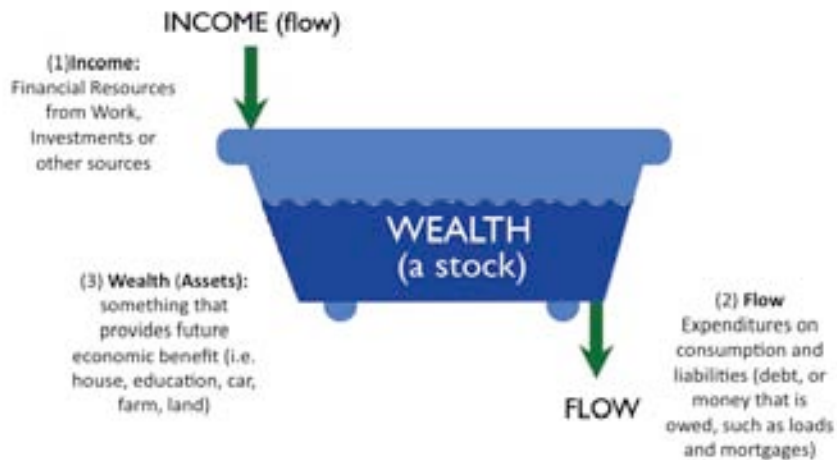 INCOME (flow)
(1)Income:
Financial Resources
from Work,
Investments or
other sources
WEALTH
(a stock)
(3) Wealth (Assets):
something that
provides future
economic benefit (i.e.
house, education, car,
farm, land)
(2) Flow
Expenditures on
consumption and
liabilities (debt, or
money that is
owed, such as loads
and mortgages)
FLOW